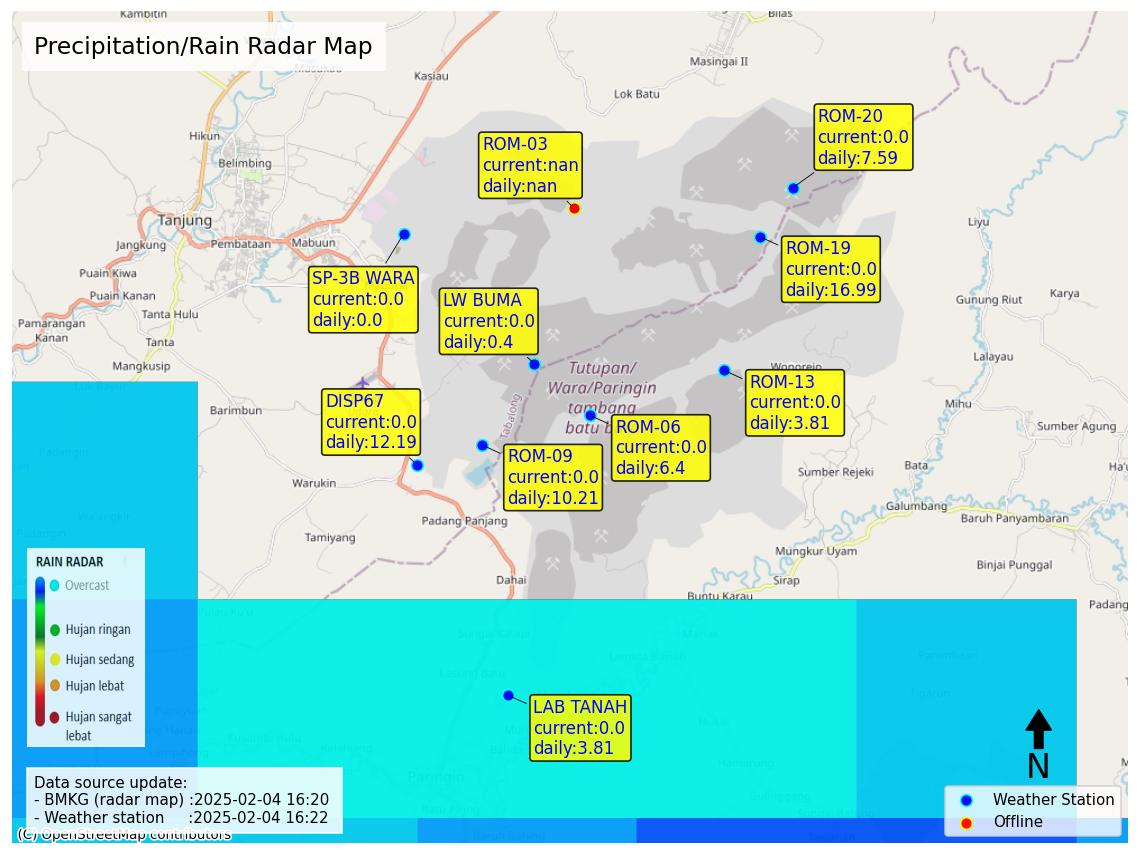 Kambitin
Bilas
Precipitation/Rain Radar Map
Masukau
Kasiau
Masingai II
Lok Batu
ROM-20
current:0.0
daily:7.59
Hikun
ROM-03
current:nan
daily:nan
Belimbing
Tanjung
Liyu
Jangkung
Pembataan
Mabuun
ROM-19
current:0.0
daily:16.99
Puain Kiwa
SP-3B WARA
current:0.0
daily:0.0
Puain Kanan
LW BUMA
current:0.0
daily:0.4
Gunung Riut
Karya
Tanta Hulu
Pamarangan
Kanan
Tanta
Mangkusip
Lalayau
Wonorejo
Tutupan/
Wara/Paringin
tambang
batu b
ROM-13
current:0.0
daily:3.81
Tabalong
DISP67
current:0.0
daily:12.19
Barimbun
Mihu
ROM-06
current:0.0
daily:6.4
Sumber Agung
ROM-09
current:0.0
daily:10.21
Bata
Ha'u
Sumber Rejeki
Warukin
Galumbang
Baruh Panyambaran
Padang Panjang
Tamiyang
Mungkur Uyam
Binjai Punggal
RAIN RADAR
Overcast
Hujan ringan
Hujan sedang
Hujan lebat
Hujan sangat
lebat
Dahai
Sirap
Buntu Karau
Padang
LAB TANAH
current:0.0
daily:3.81
Paringin
N
Data source update:
- BMKG (radar map) :2025-02-04 16:20
- Weather station :2025-02-04 16:22
Weather Station
Offline
(C) OpenStreetMap contributors